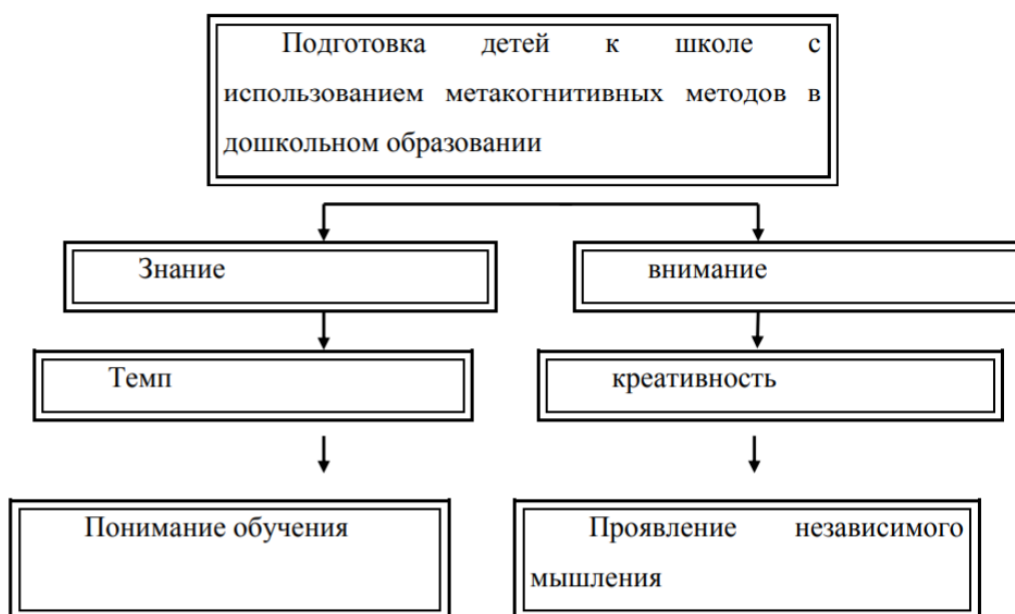 Подготовка детей к школе с
использованием метакогнитивных методов в
дошкольном образовании
Знание
внимание
Темп
креативность
Понимание обучения
Проявление независимого
мышления